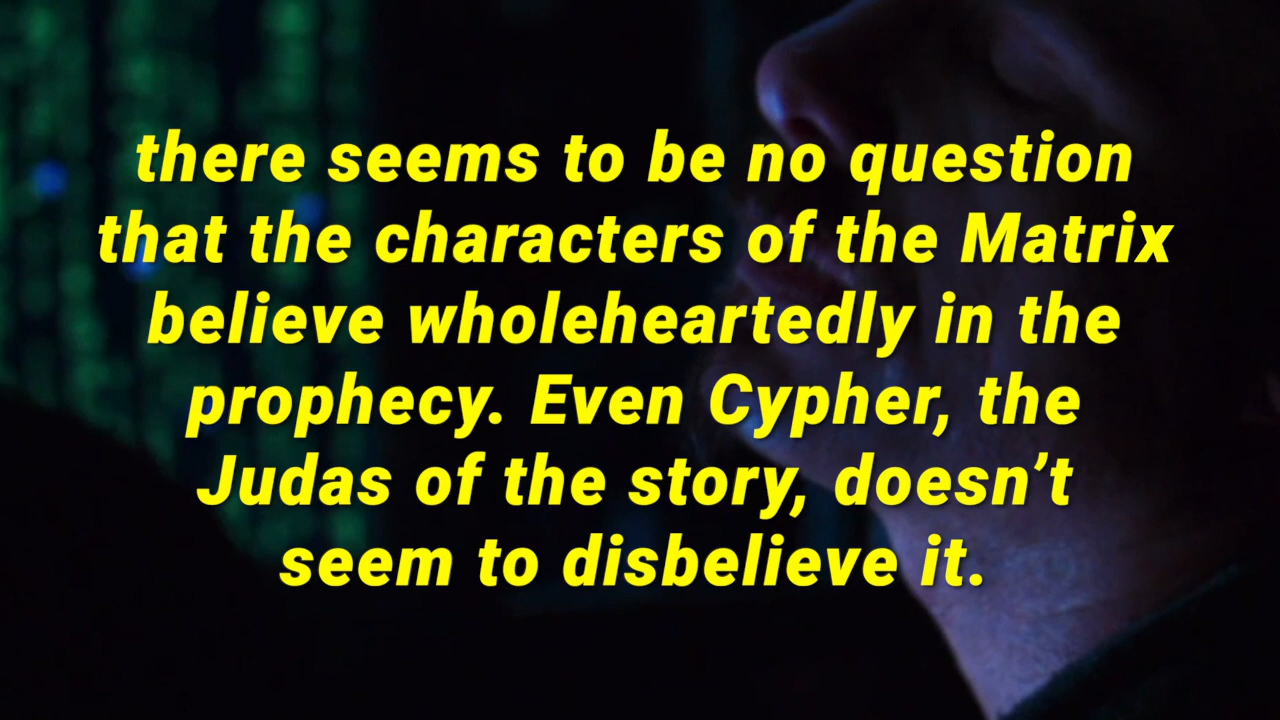 there seems to be no question
that the characters of the Matrix
believe wholeheartedly in the
prophecy. Even Cypher, the
Judas of the story, doesn’t
seem to disbelieve it.